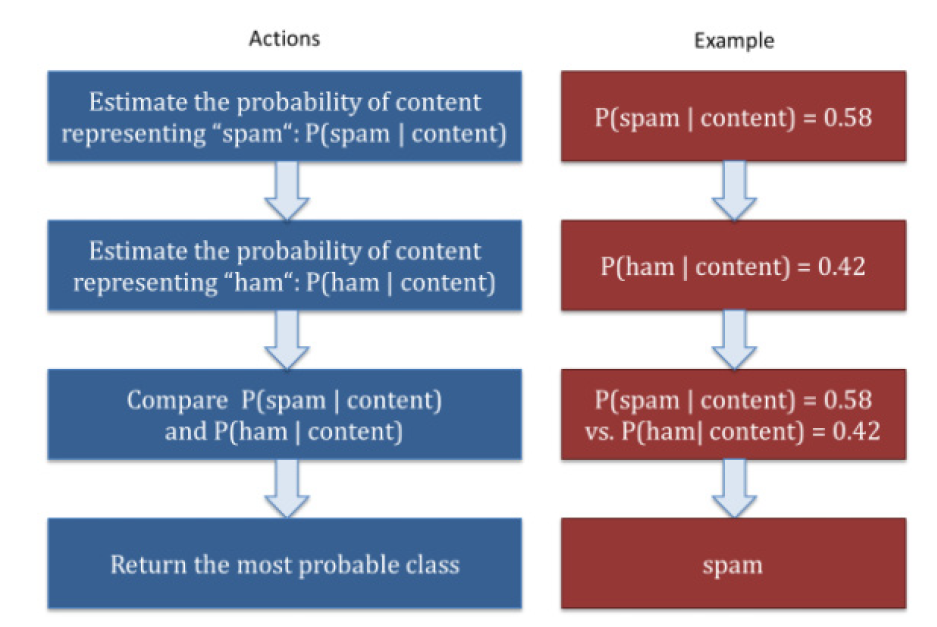 Actions
Example
Estimate the probability of content
representing “spam“: P(spam | content)
P(spam | content) = 0.58
Estimate the probability of content
representing “ham“: P(ham | content)
P(ham | content) = 0.42
Compare P(spam | content)
and P(ham | content)
P(spam | content) = 0.58
vs. P(ham| content) = 0.42
Return the most probable class
spam